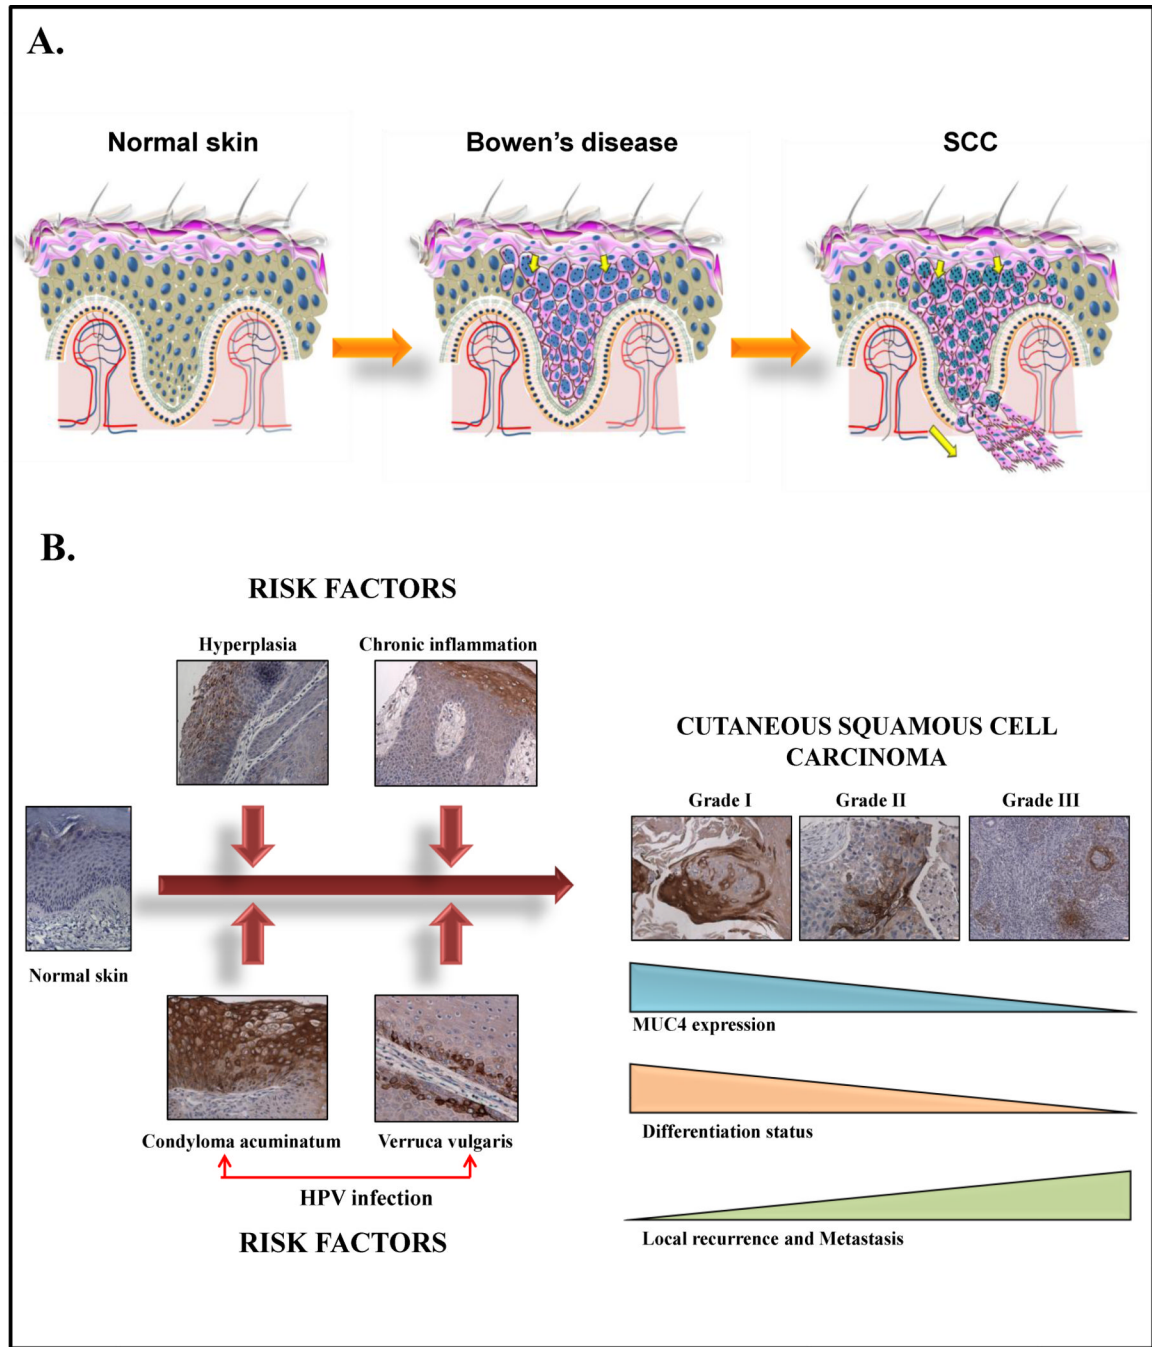 A.
Normal skin
Bowen's disease
SCC
B.
RISK FACTORS
Hyperplasia
Chronic inflammation
CUTANEOUS SQUAMOUS CELL
CARCINOMA
Grade I
Grade II
Grade III
Normal skin
MUC4 expression
Differentiation status
Condyloma acuminatum
Verruca vulgaris
HPV infection
RISK FACTORS
Local recurrence and Metastasis